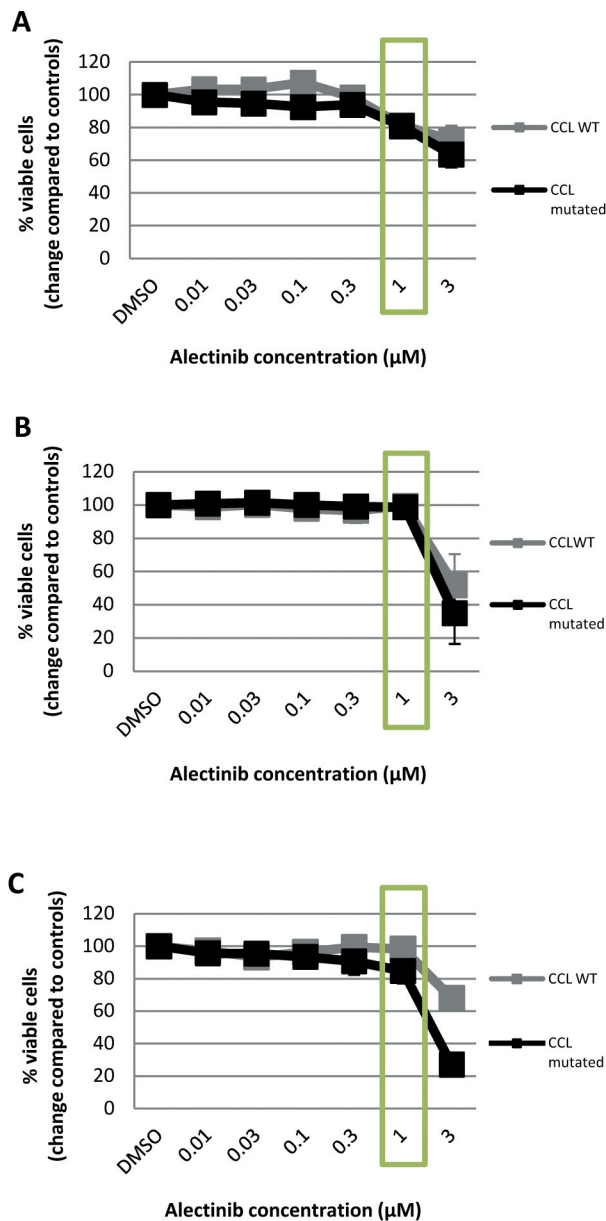 A
% viable cells
(change compared to controls)
120
100
80
60
40
20
0
DMSO
0.01
0.03
0.1
0.3
1
3
Alectinib concentration (µM)
CCL WT
CCL
mutated
B
% viable cells
(change compared to controls)
120
100
80
60
40
20
0
DMSO
0.01
0.03
0.1
0.3
1
3
Alectinib concentration (µM)
CCLWT
CCL
mutated
C
% viable cells
(change compared to controls)
120
100
80
60
40
20
0
DMSO
0.01
0.03
0.1
0.3
1
3
Alectinib concentration (µM)
CCL WT
CCL
mutated